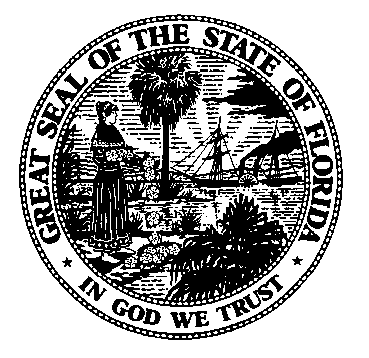 GREAT SEAL OF THE STATE OF FLORIDA
IN GOD WE TRUST